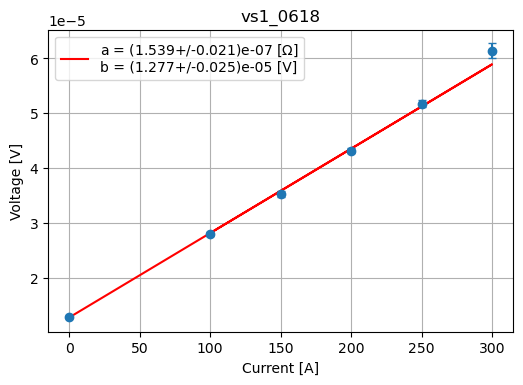 vs1_0618
1e−5
a = (1.539+/-0.021)e-07 [Ω]
b = (1.277+/-0.025)e-05 [V]
6
5
4
3
2
Voltage [V]
0 50 100 150 200 250 300
Current [A]